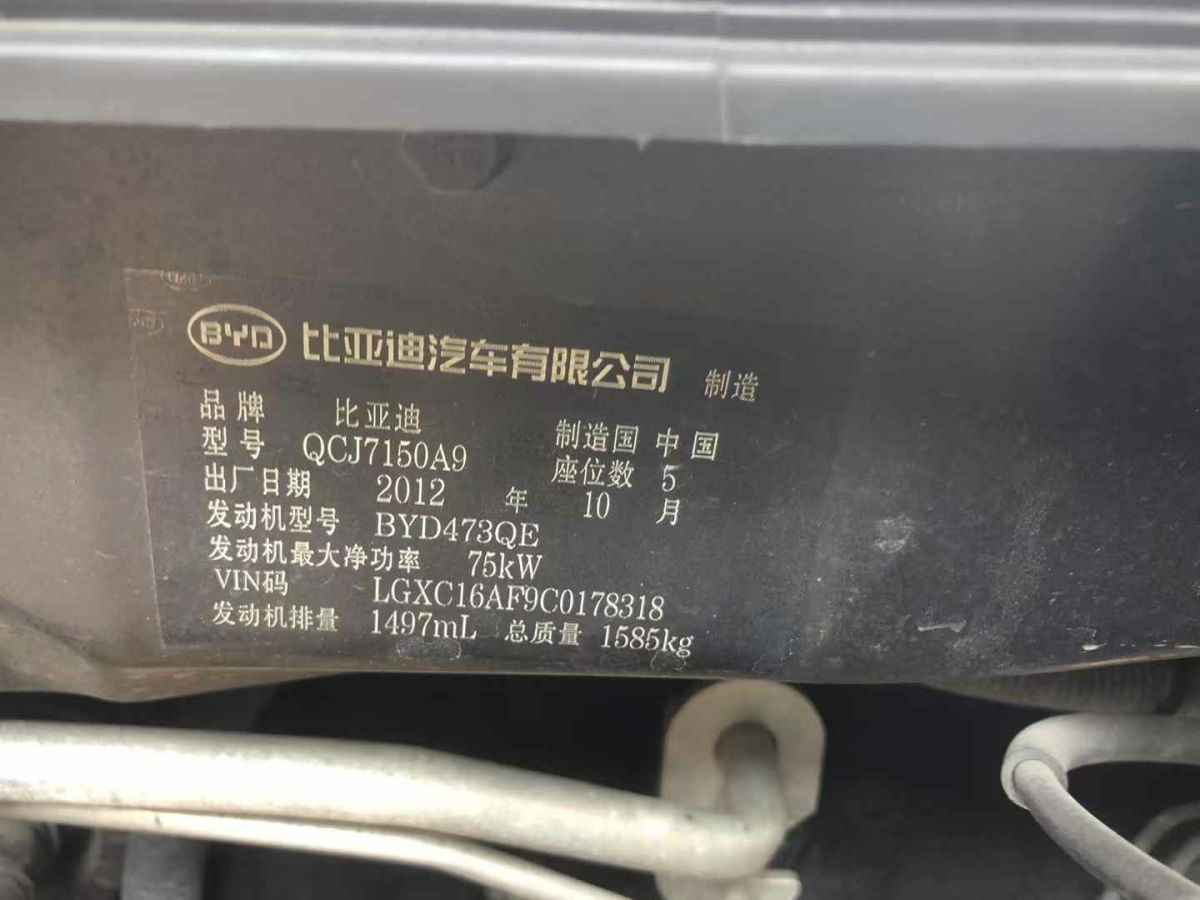 BYD 比亚迪汽车有限公司 制造
品牌 比亚迪 制造国 中国
型号 QCJ7150A9 座位数 5
出厂日期 2012 年 10 月
发动机型号 BYD473QE
发动机最大净功率 75kW
VIN码 LGXC16AF9C0178318
发动机排量 1497mL 总质量 1585kg